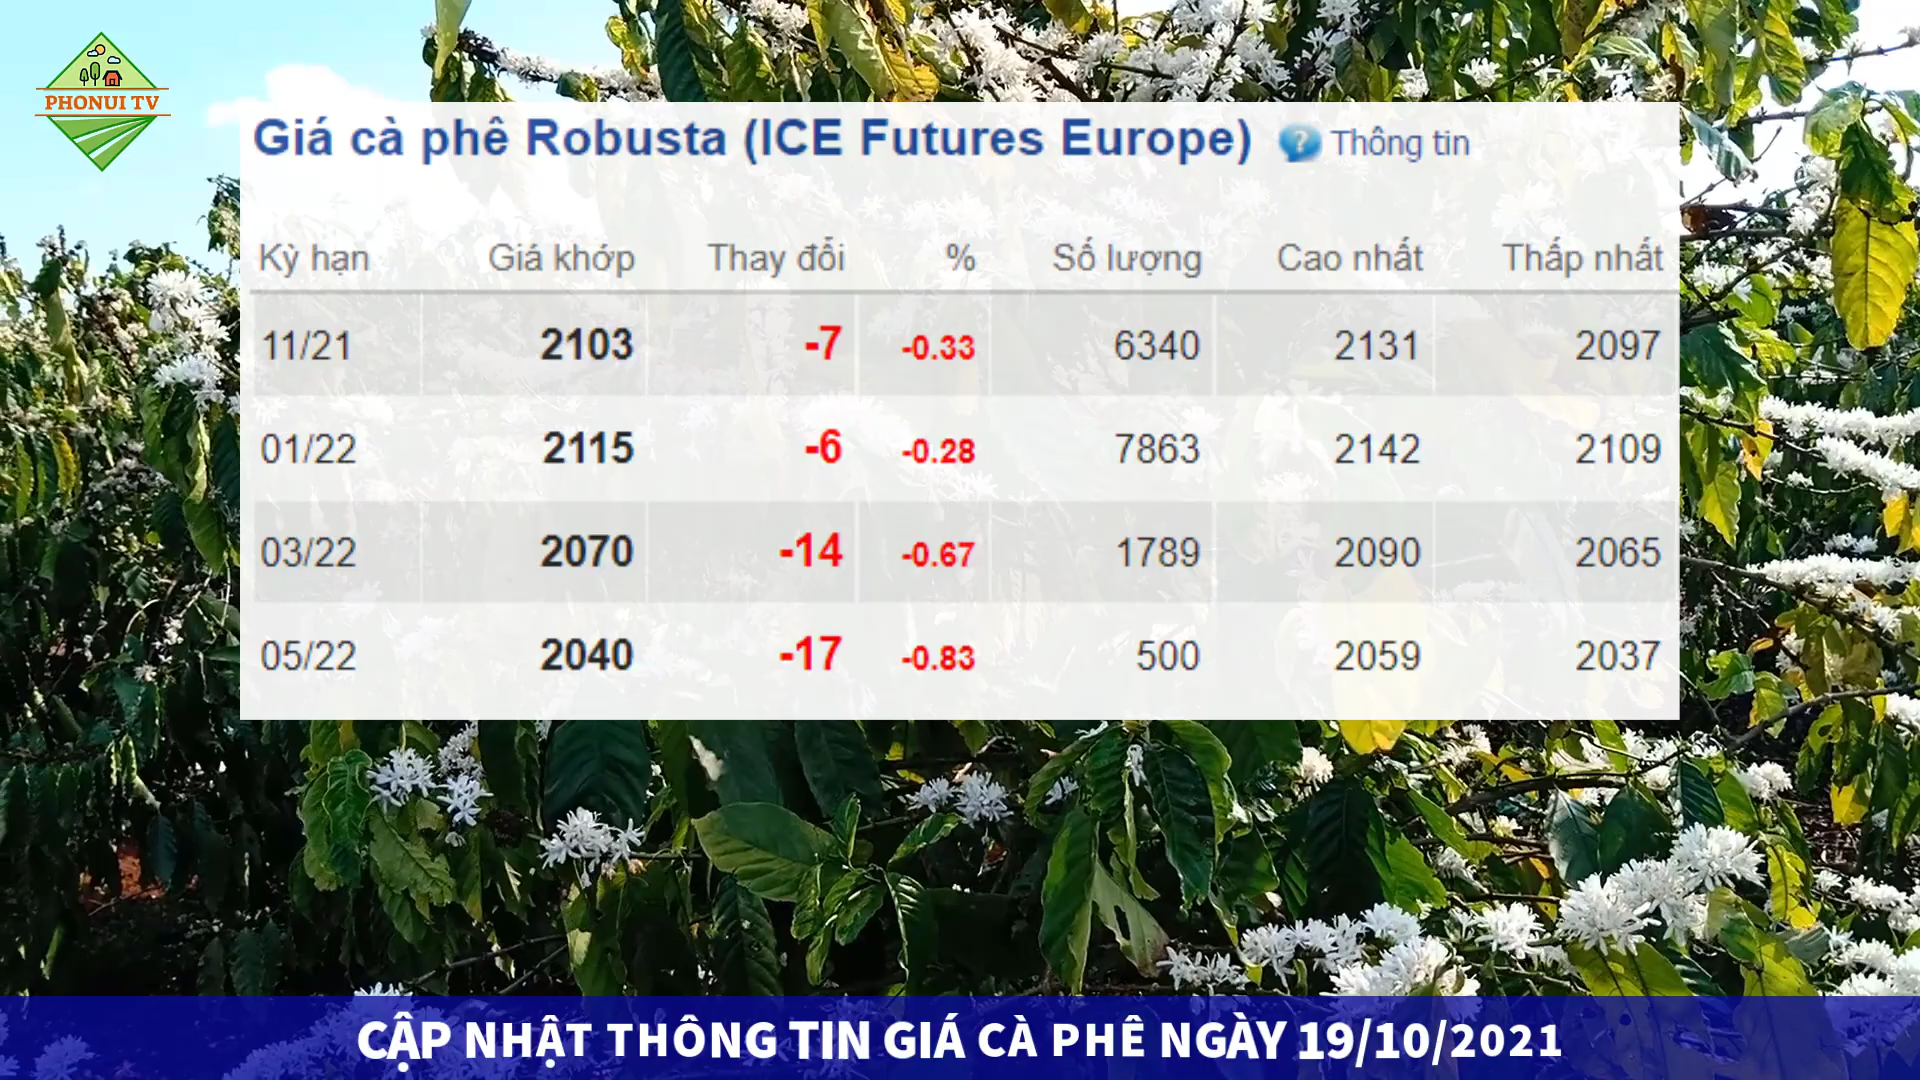 PHONUI TV
Giá cà phê Robusta (ICE Futures Europe) Thông tin
Kỳ hạn Giá khớp Thay đổi % Số lượng Cao nhất Thấp nhất
11/21 2103 -7 -0.33 6340 2131 2097
01/22 2115 -6 -0.28 7863 2142 2109
03/22 2070 -14 -0.67 1789 2090 2065
05/22 2040 -17 -0.83 500 2059 2037
CẬP NHẬT THÔNG TIN GIÁ CÀ PHÊ NGÀY 19/10/2021